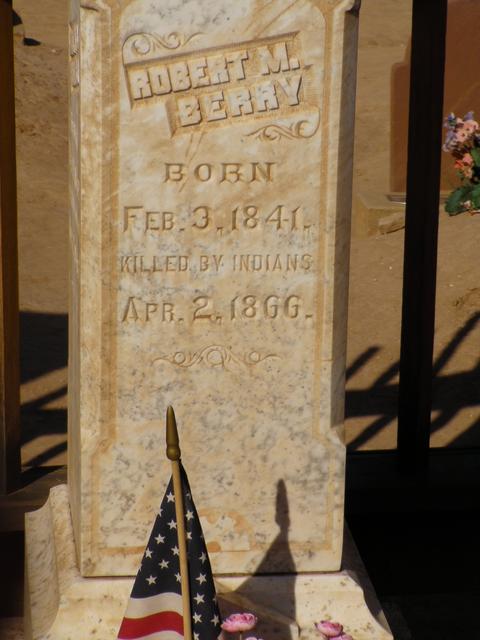 ROBERT M.
BERRY
BORN
FEB. 3, 1841.
KILLED BY INDIANS
APR. 2, 1866.